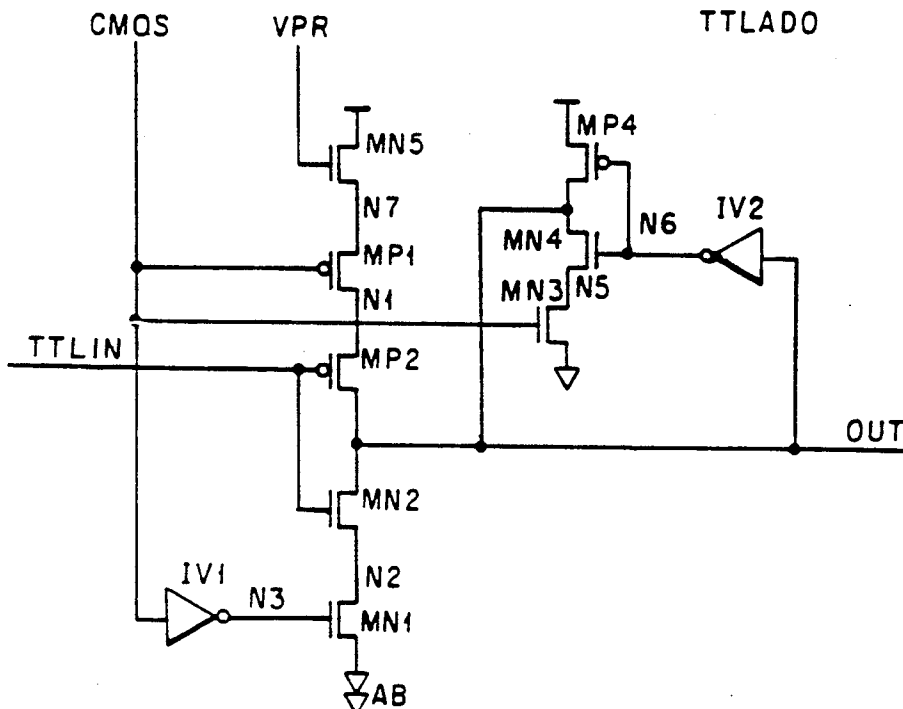 CMOS
VPR
TTLADO
MN5
MP4
N7
IV2
N6
MP1
MN4
N1
MN3
N5
TTLIN
MP2
OUT
MN2
IV1
N3
N2
MN1
AB